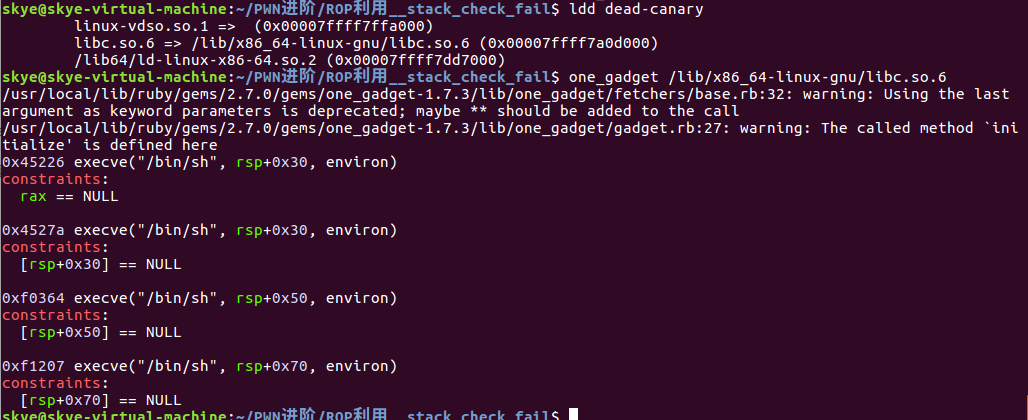 skye@skye-virtual-machine:~/PWN进阶/ROP利用__stack_check_fail$ ldd dead-canary
        linux-vdso.so.1 =>  (0x00007ffff7ffa000)
        libc.so.6 => /lib/x86_64-linux-gnu/libc.so.6 (0x00007ffff7a0d000)
        /lib64/ld-linux-x86-64.so.2 (0x00007ffff7dd7000)
skye@skye-virtual-machine:~/PWN进阶/ROP利用__stack_check_fail$ one_gadget /lib/x86_64-linux-gnu/libc.so.6
/usr/local/lib/ruby/gems/2.7.0/gems/one_gadget-1.7.3/lib/one_gadget/fetchers/base.rb:32: warning: Using the last
argument as keyword parameters is deprecated; maybe ** should be added to the call
/usr/local/lib/ruby/gems/2.7.0/gems/one_gadget-1.7.3/lib/one_gadget/gadget.rb:27: warning: The called method `ini
tialize' is defined here
0x45226 execve("/bin/sh", rsp+0x30, environ)
constraints:
  rax == NULL

0x4527a execve("/bin/sh", rsp+0x30, environ)
constraints:
  [rsp+0x30] == NULL

0xf0364 execve("/bin/sh", rsp+0x50, environ)
constraints:
  [rsp+0x50] == NULL

0xf1207 execve("/bin/sh", rsp+0x70, environ)
constraints:
  [rsp+0x70] == NULL
skye@skye-virtual-machine:~/PWN进阶/ROP利用__stack_check_fail$